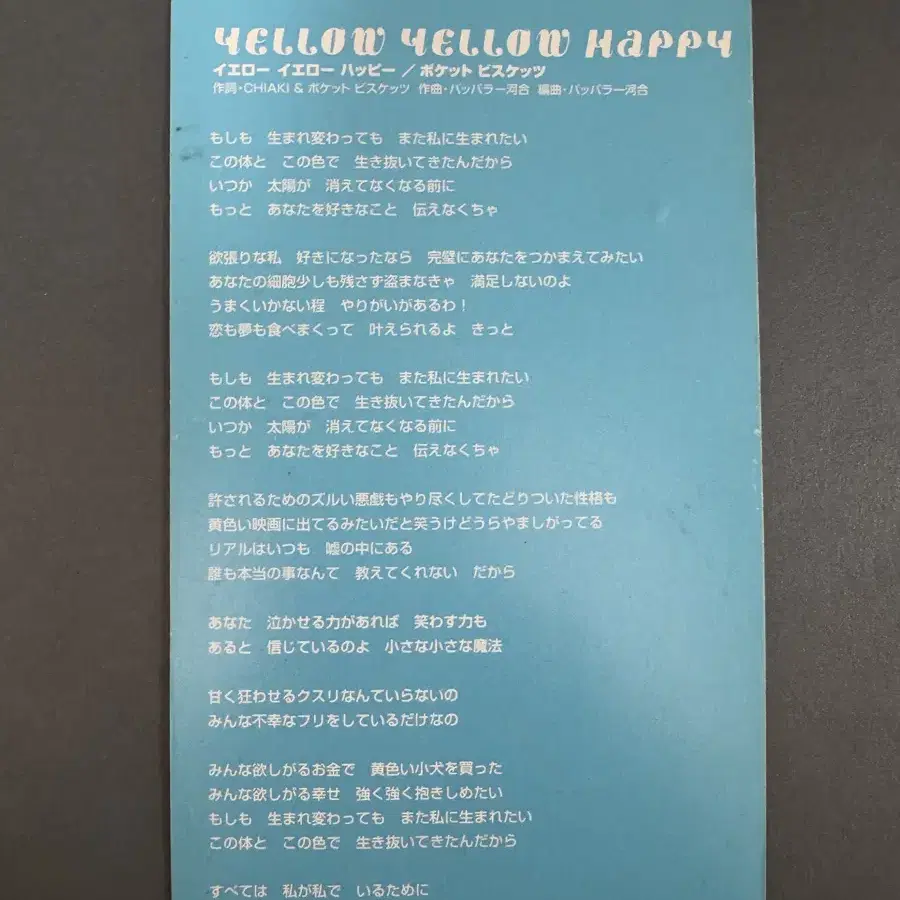 YELLOW YELLOW HAPPY
イエロー イエロー ハッピー / ポケット ビスケッツ
作詞・CHIAKI & ポケット ビスケッツ 作曲・パッパラー河合 編曲・パッパラー河合
もしも 生まれ変わっても また私に生まれたい
この体と この色で 生き抜いてきたんだから
いつか 太陽が 消えてなくなる前に
もっと あなたを好きなこと 伝えなくちゃ
欲張りな私 好きになったなら 完璧にあなたをつかまえてみたい
あなたの細胞少しも残さず盗まなきゃ 満足しないのよ
うまくいかない程 やりがいがあるわ！
恋も夢も食べまくって 叶えられるよ きっと
もしも 生まれ変わっても また私に生まれたい
この体と この色で 生き抜いてきたんだから
いつか 太陽が 消えてなくなる前に
もっと あなたを好きなこと 伝えなくちゃ
許されるためのズルい悪戯もやり尽くしてたどりついた性格も
黄色い映画に出てるみたいだと笑うけどうらやましがってる
リアルはいつも 嘘の中にある
誰も本当の事なんて 教えてくれない だから
あなた 泣かせる力があれば 笑わす力も
あると 信じているのよ 小さな小さな魔法
甘く狂わせるクスリなんていらないの
みんな不幸なフリをしているだけなの
みんな欲しがるお金で 黄色い小犬を買った
みんな欲しがる幸せ 強く強く抱きしめたい
もしも 生まれ変わっても また私に生まれたい
この体と この色で 生き抜いてきたんだから
すべては 私が私で いるために